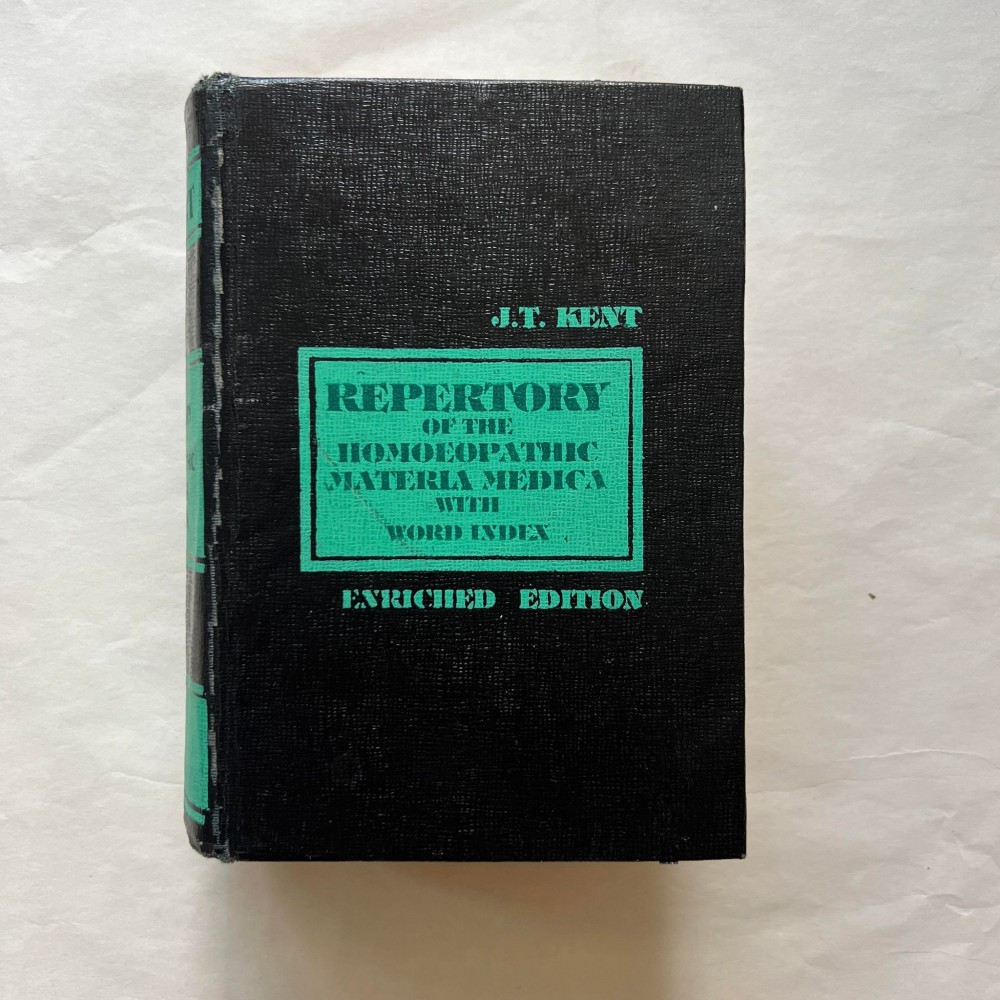 J.T. KENT
REPERTORY
OF THE
HOMOEOPATHIC
MATERIA MEDICA
WITH
WORD INDEX
ENRICHED EDITION